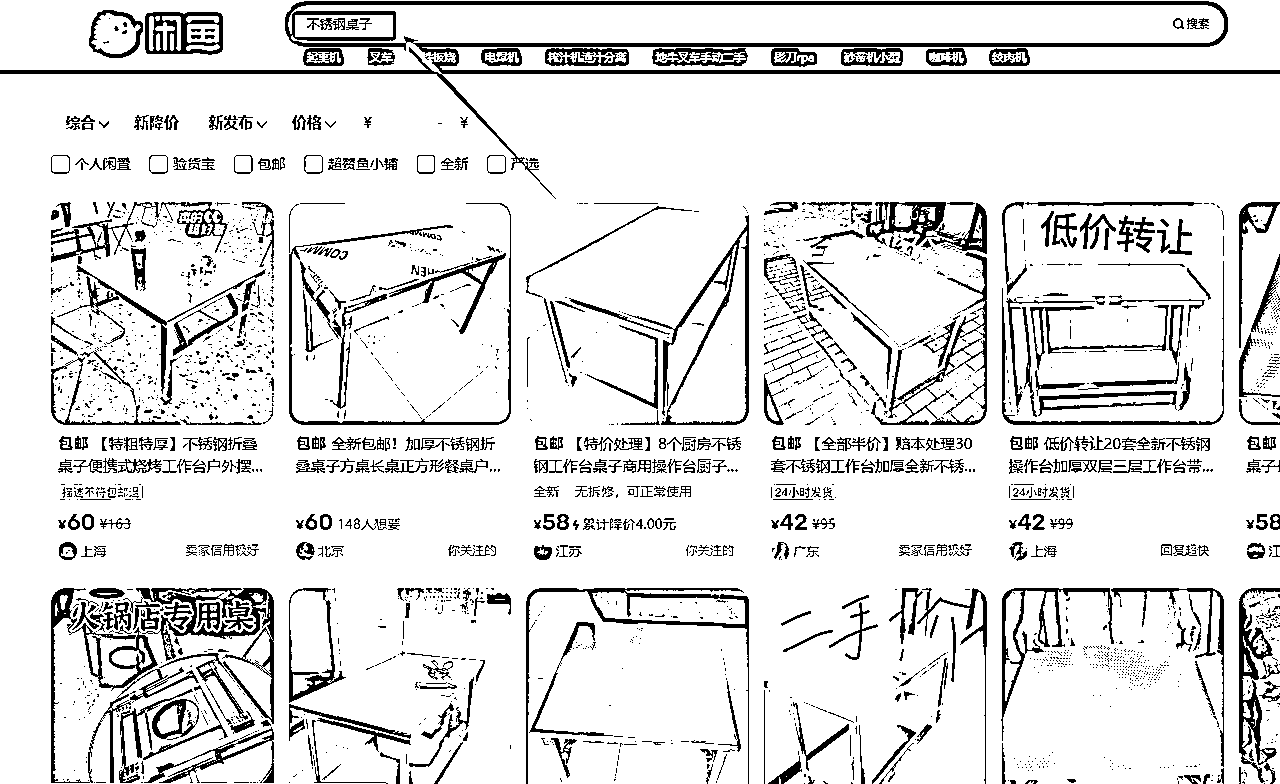 闲鱼
不锈钢桌子
搜索
起重机 叉车 电焊机 榨汁机渣汁分离 地牛叉车手动二手 影刀rpa 砂带机小型 咖啡机 绞肉机
综合 新降价 新发布 价格 ¥ - ¥
个人闲置 验货宝 包邮 超赞鱼小铺 全新 严选
低价转让
包邮 【特粗特厚】不锈钢折叠
桌子便携式烧烤工作台户外摆...
描述不符包邮退
¥60 ¥163
上海 卖家信用极好
包邮 全新包邮！加厚不锈钢折
叠桌子方桌长桌正方形餐桌户...
¥60 148人想要
北京 你关注的
包邮 【特价处理】8个厨房不锈
钢工作台桌子商用操作台厨子...
全新 无拆修，可正常使用
¥58 累计降价4.00元
江苏 你关注的
包邮 【全部半价】赔本处理30
套不锈钢工作台加厚全新不锈...
24小时发货
¥42 ¥95
广东 卖家信用极好
包邮 低价转让20套全新不锈钢
操作台加厚双层三层工作台带...
24小时发货
¥42 ¥99
上海 回复超快
包邮
桌子
¥58
江
火锅店专用桌
二手